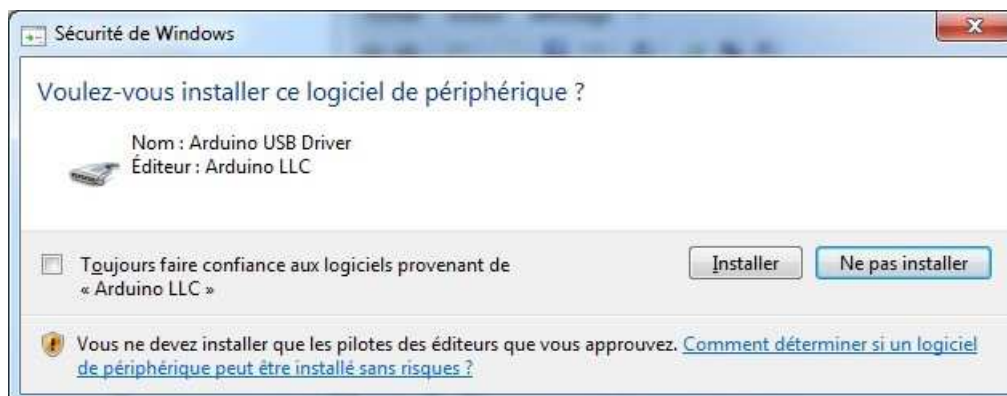 Sécurité de Windows
Voulez-vous installer ce logiciel de périphérique ?
Nom : Arduino USB Driver
Éditeur : Arduino LLC
Toujours faire confiance aux logiciels provenant de
« Arduino LLC »
Installer
Ne pas installer
Vous ne devez installer que les pilotes des éditeurs que vous approuvez. Comment déterminer si un logiciel
de périphérique peut être installé sans risques ?